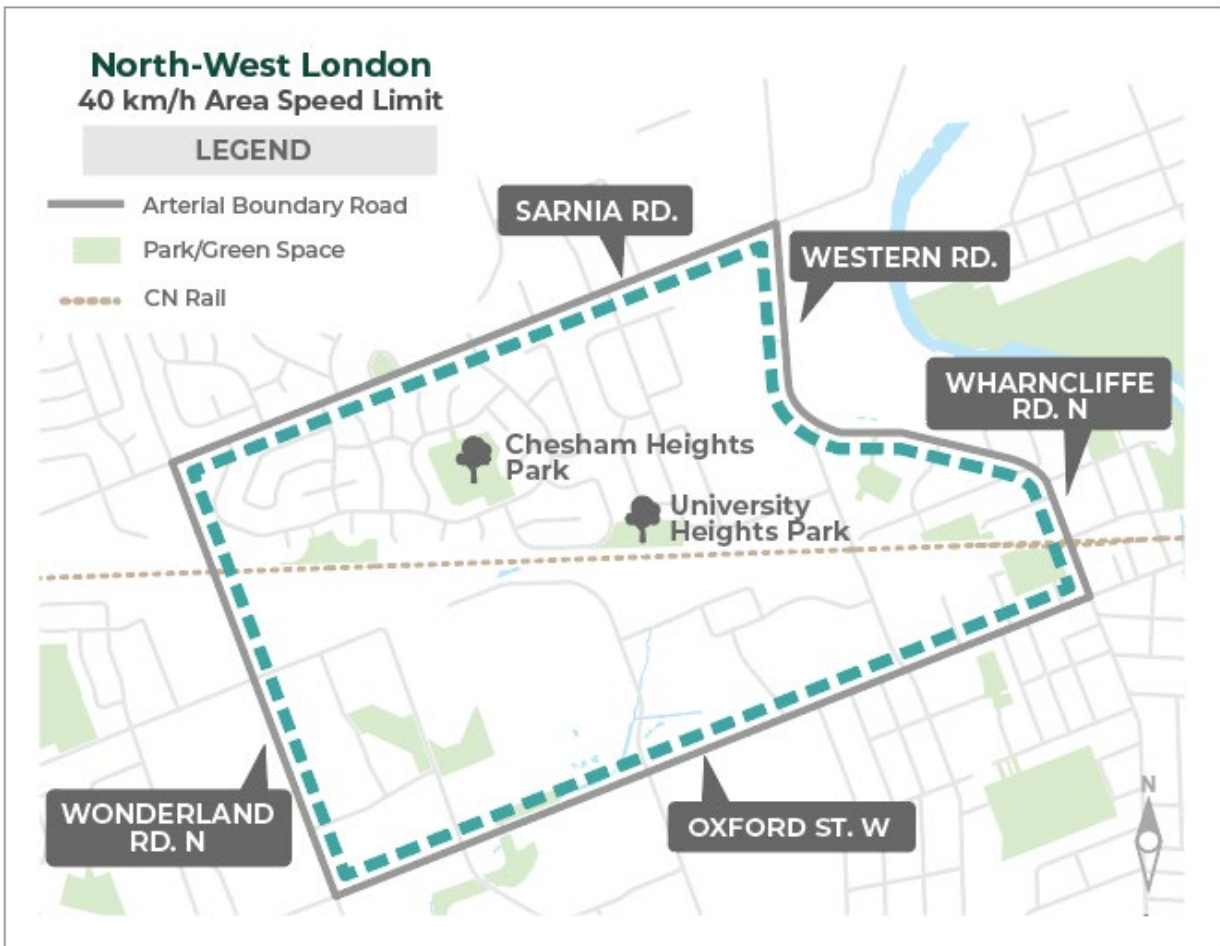 North-West London
40 km/h Area Speed Limit
LEGEND
Arterial Boundary Road
Park/Green Space
CN Rail
SARNIA RD.
WESTERN RD.
WHARNCLIFFE
RD. N
Chesham Heights
Park
University
Heights Park
WONDERLAND
RD. N
OXFORD ST. W
N